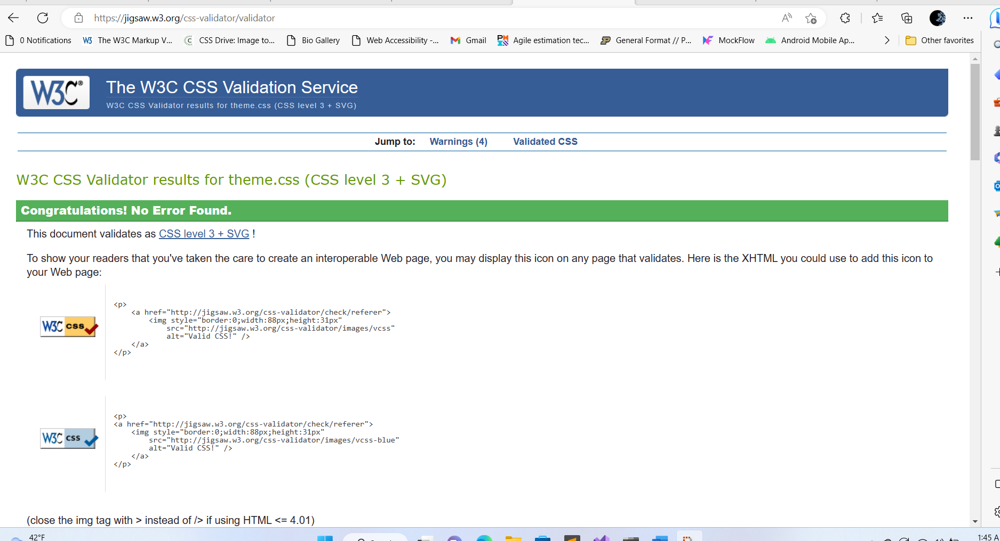 https://jigsaw.w3.org/css-validator/validator
0 Notifications
The W3C Markup V...
CSS Drive: Image to...
Bio Gallery
Web Accessibility -...
Gmail
Agile estimation tec...
General Format // P...
MockFlow
Android Mobile Ap...
Other favorites
W3C®
The W3C CSS Validation Service
W3C CSS Validator results for theme.css (CSS level 3 + SVG)
Jump to: Warnings (4) Validated CSS
W3C CSS Validator results for theme.css (CSS level 3 + SVG)
Congratulations! No Error Found.
This document validates as CSS level 3 + SVG !
To show your readers that you've taken the care to create an interoperable Web page, you may display this icon on any page that validates. Here is the XHTML you could use to add this icon to
your Web page:
W3C css
<p>
<a href="http://jigsaw.w3.org/css-validator/check/referer">
<img style="border:0;width:88px;height:31px"
src="http://jigsaw.w3.org/css-validator/images/vcss"
alt="Valid CSS!" />
</a>
</p>
W3C css
<p>
<a href="http://jigsaw.w3.org/css-validator/check/referer">
<img style="border:0;width:88px;height:31px"
src="http://jigsaw.w3.org/css-validator/images/vcss-blue"
alt="Valid CSS!" />
</a>
</p>
(close the img tag with > instead of /> if using HTML <= 4.01)
42°F
1:45 A